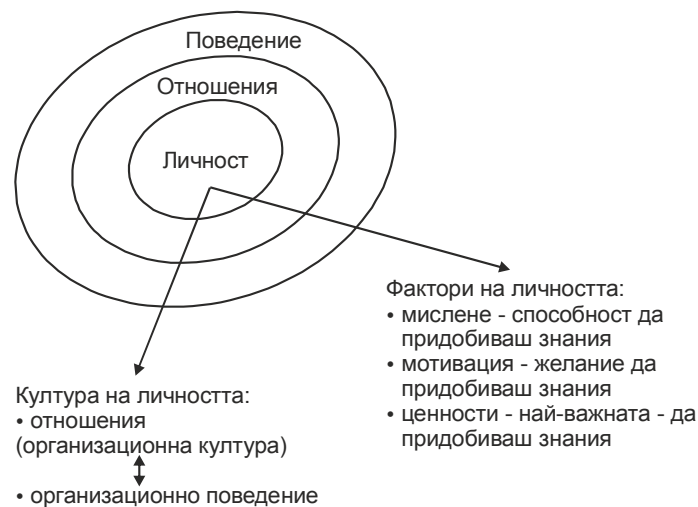 Поведение
Отношения
Личност
Фактори на личността:
• мислене - способност да
придобиваш знания
• мотивация - желание да
придобиваш знания
• ценности - най-важната - да
придобиваш знания
Култура на личността:
• отношения
(организационна култура)
• организационно поведение